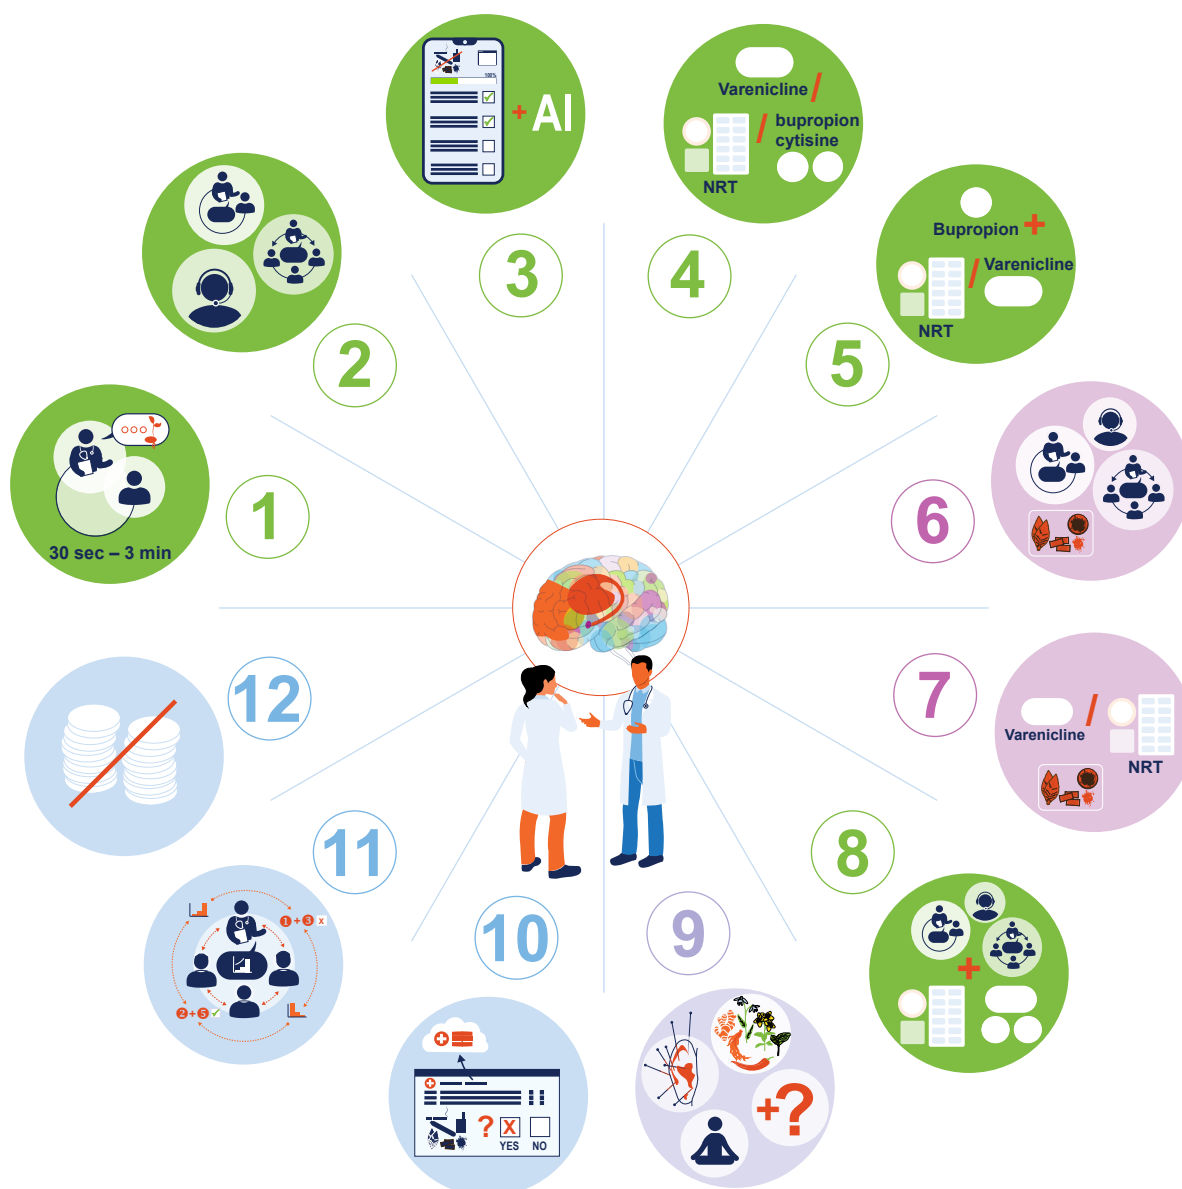 100%
+ AI
3
Varenicline /
/ bupropion
cytisine
NRT
4
Bupropion +
/ Varenicline
NRT
5
2
30 sec – 3 min
1
6
7
Varenicline /
NRT
8
+
9
+?
10
? X
YES NO
11
1 + 3 x
2 + 5 ✓
12